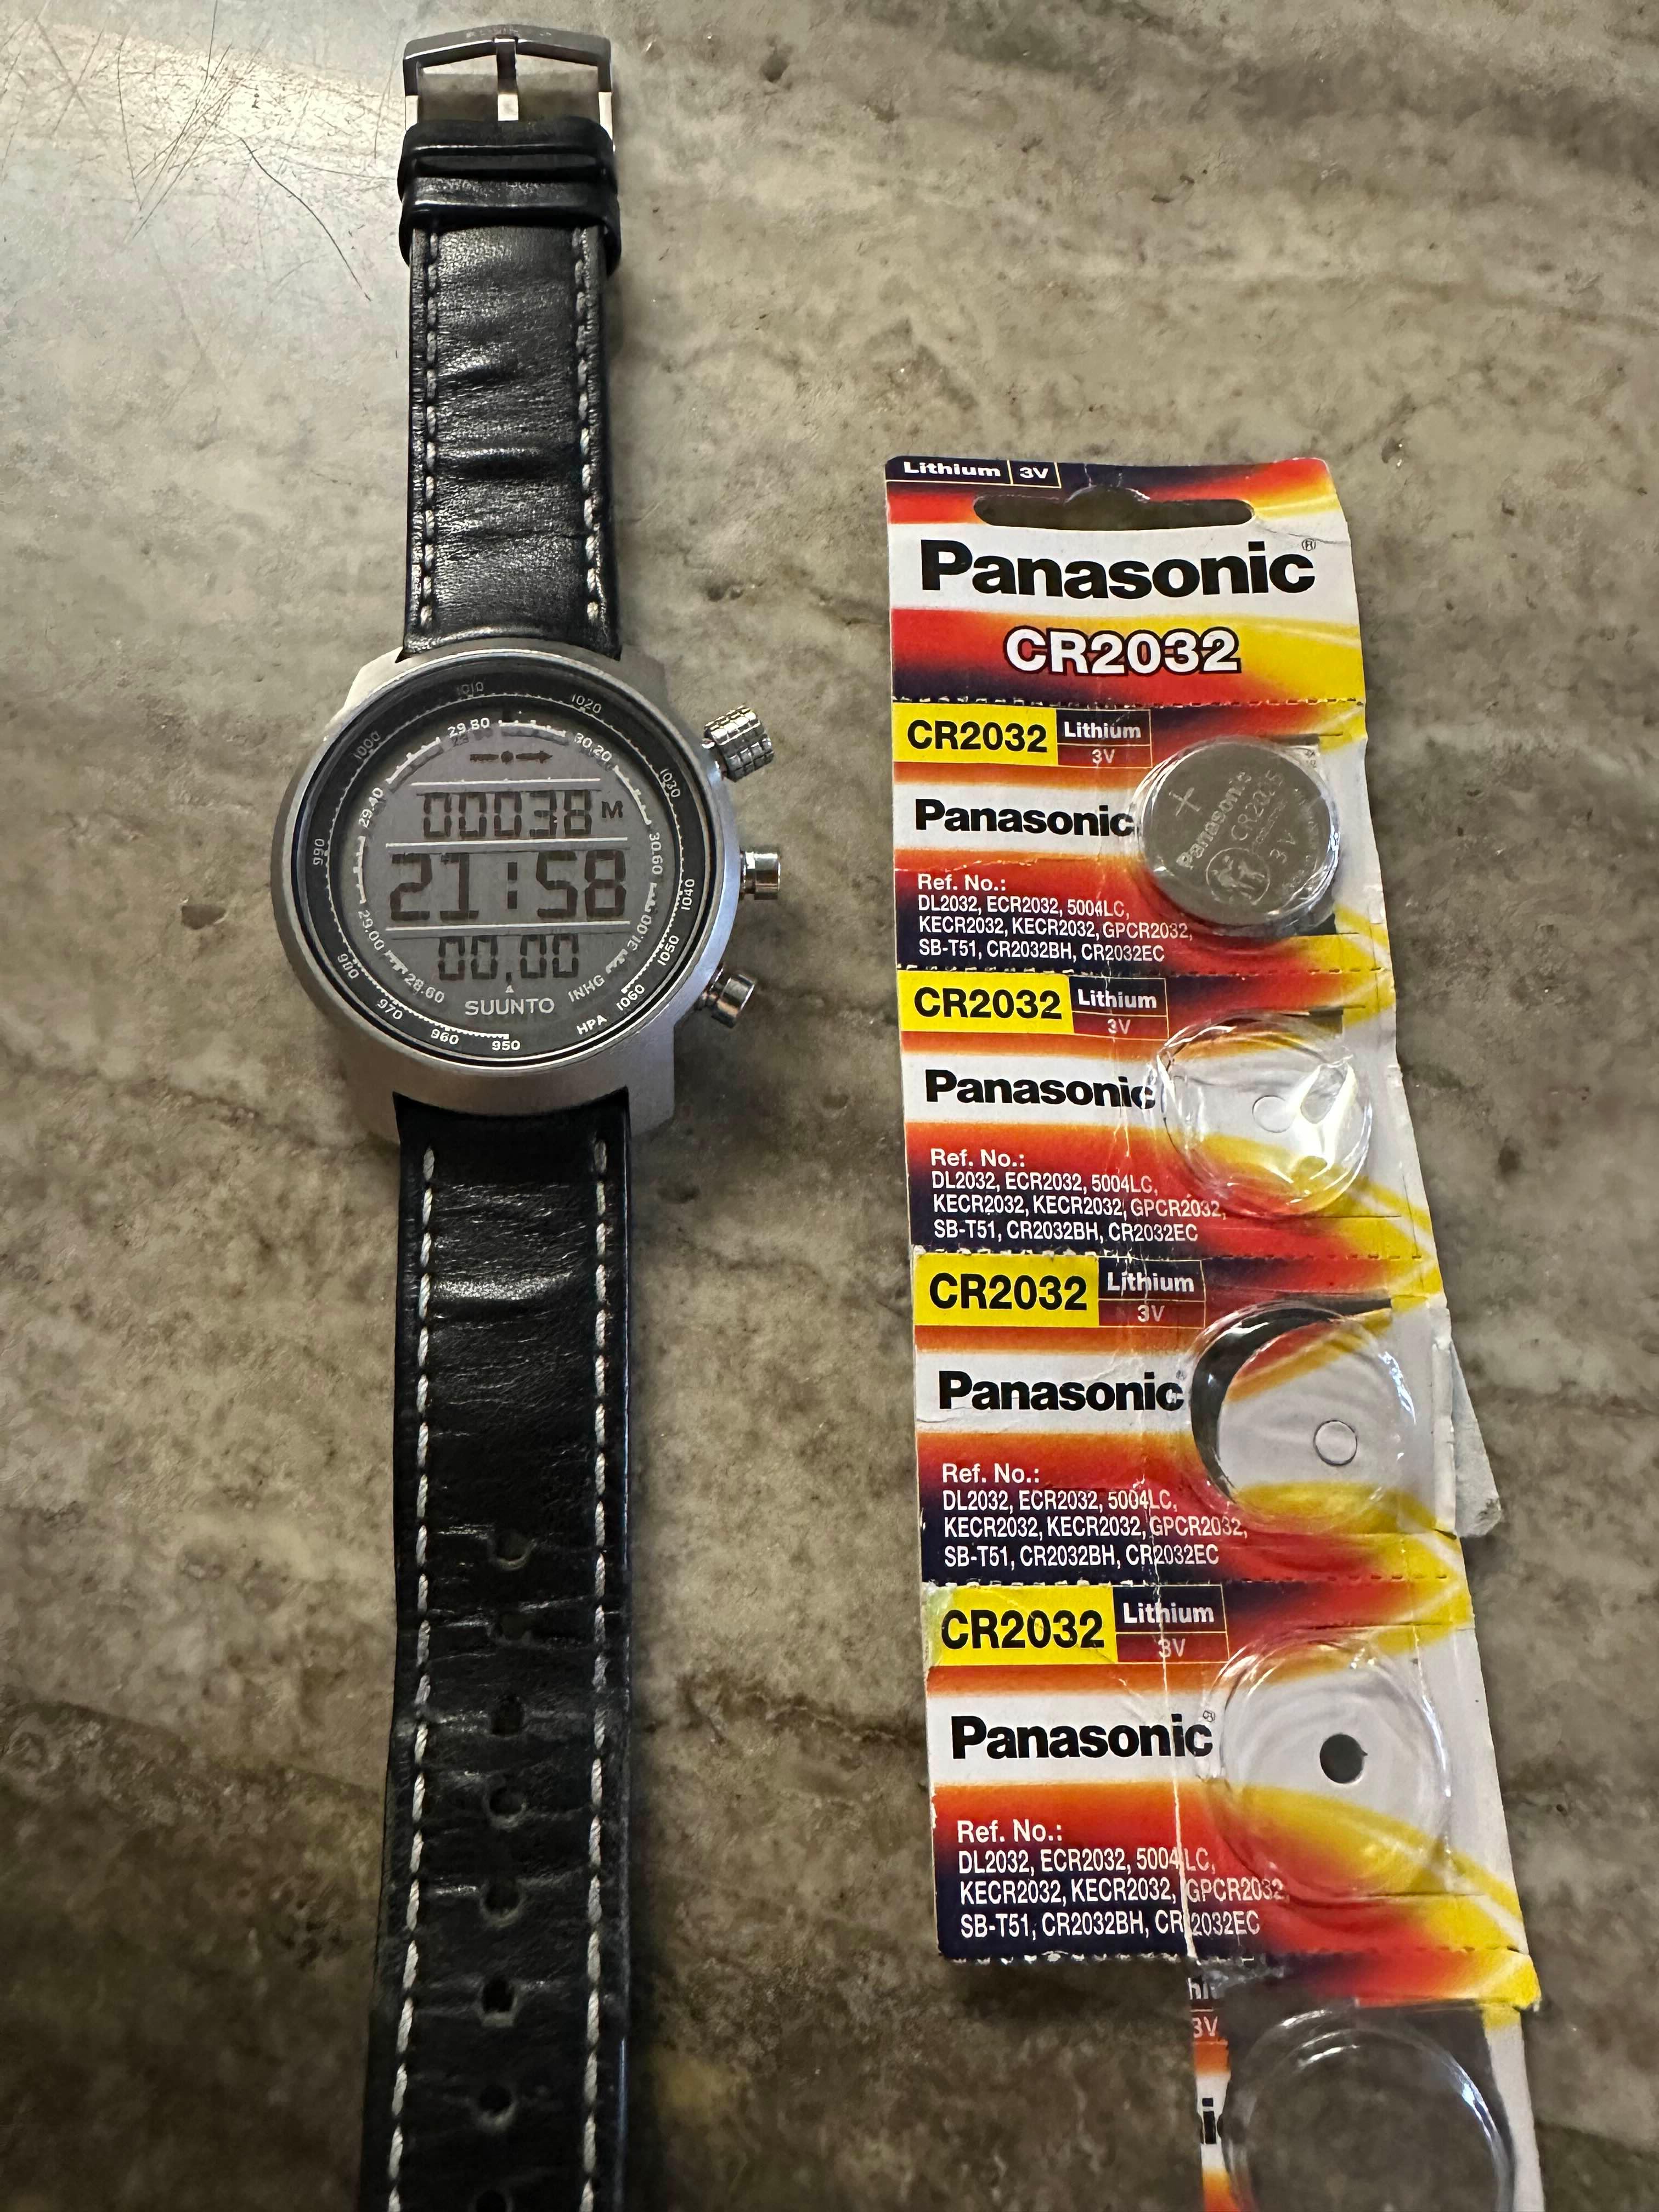 1010
1020
1000
29.80
30.20
1030
29.40
00038 M
990
30.60
21:58
1040
29.00
31.00
00.00
1050
980
28.60
SUUNTO
INHG
1060
970
HPA
960
950
Lithium 3V
Panasonic®
CR2032
CR2032 Lithium
3V
Panasonic
+
Panasonic
CR2025
3V
Ref. No.:
DL2032, ECR2032, 5004LC,
KECR2032, KECR2032, GPCR2032,
SB-T51, CR2032BH, CR2032EC
CR2032 Lithium
3V
Panasonic
Ref. No.:
DL2032, ECR2032, 5004LC,
KECR2032, KECR2032, GPCR2032,
SB-T51, CR2032BH, CR2032EC
CR2032 Lithium
3V
Panasonic
Ref. No.:
DL2032, ECR2032, 5004LC,
KECR2032, KECR2032, GPCR2032,
SB-T51, CR2032BH, CR2032EC
CR2032 Lithium
3V
Panasonic®
Ref. No.:
DL2032, ECR2032, 5004LC,
KECR2032, KECR2032, GPCR2032,
SB-T51, CR2032BH, CR2032EC
3V